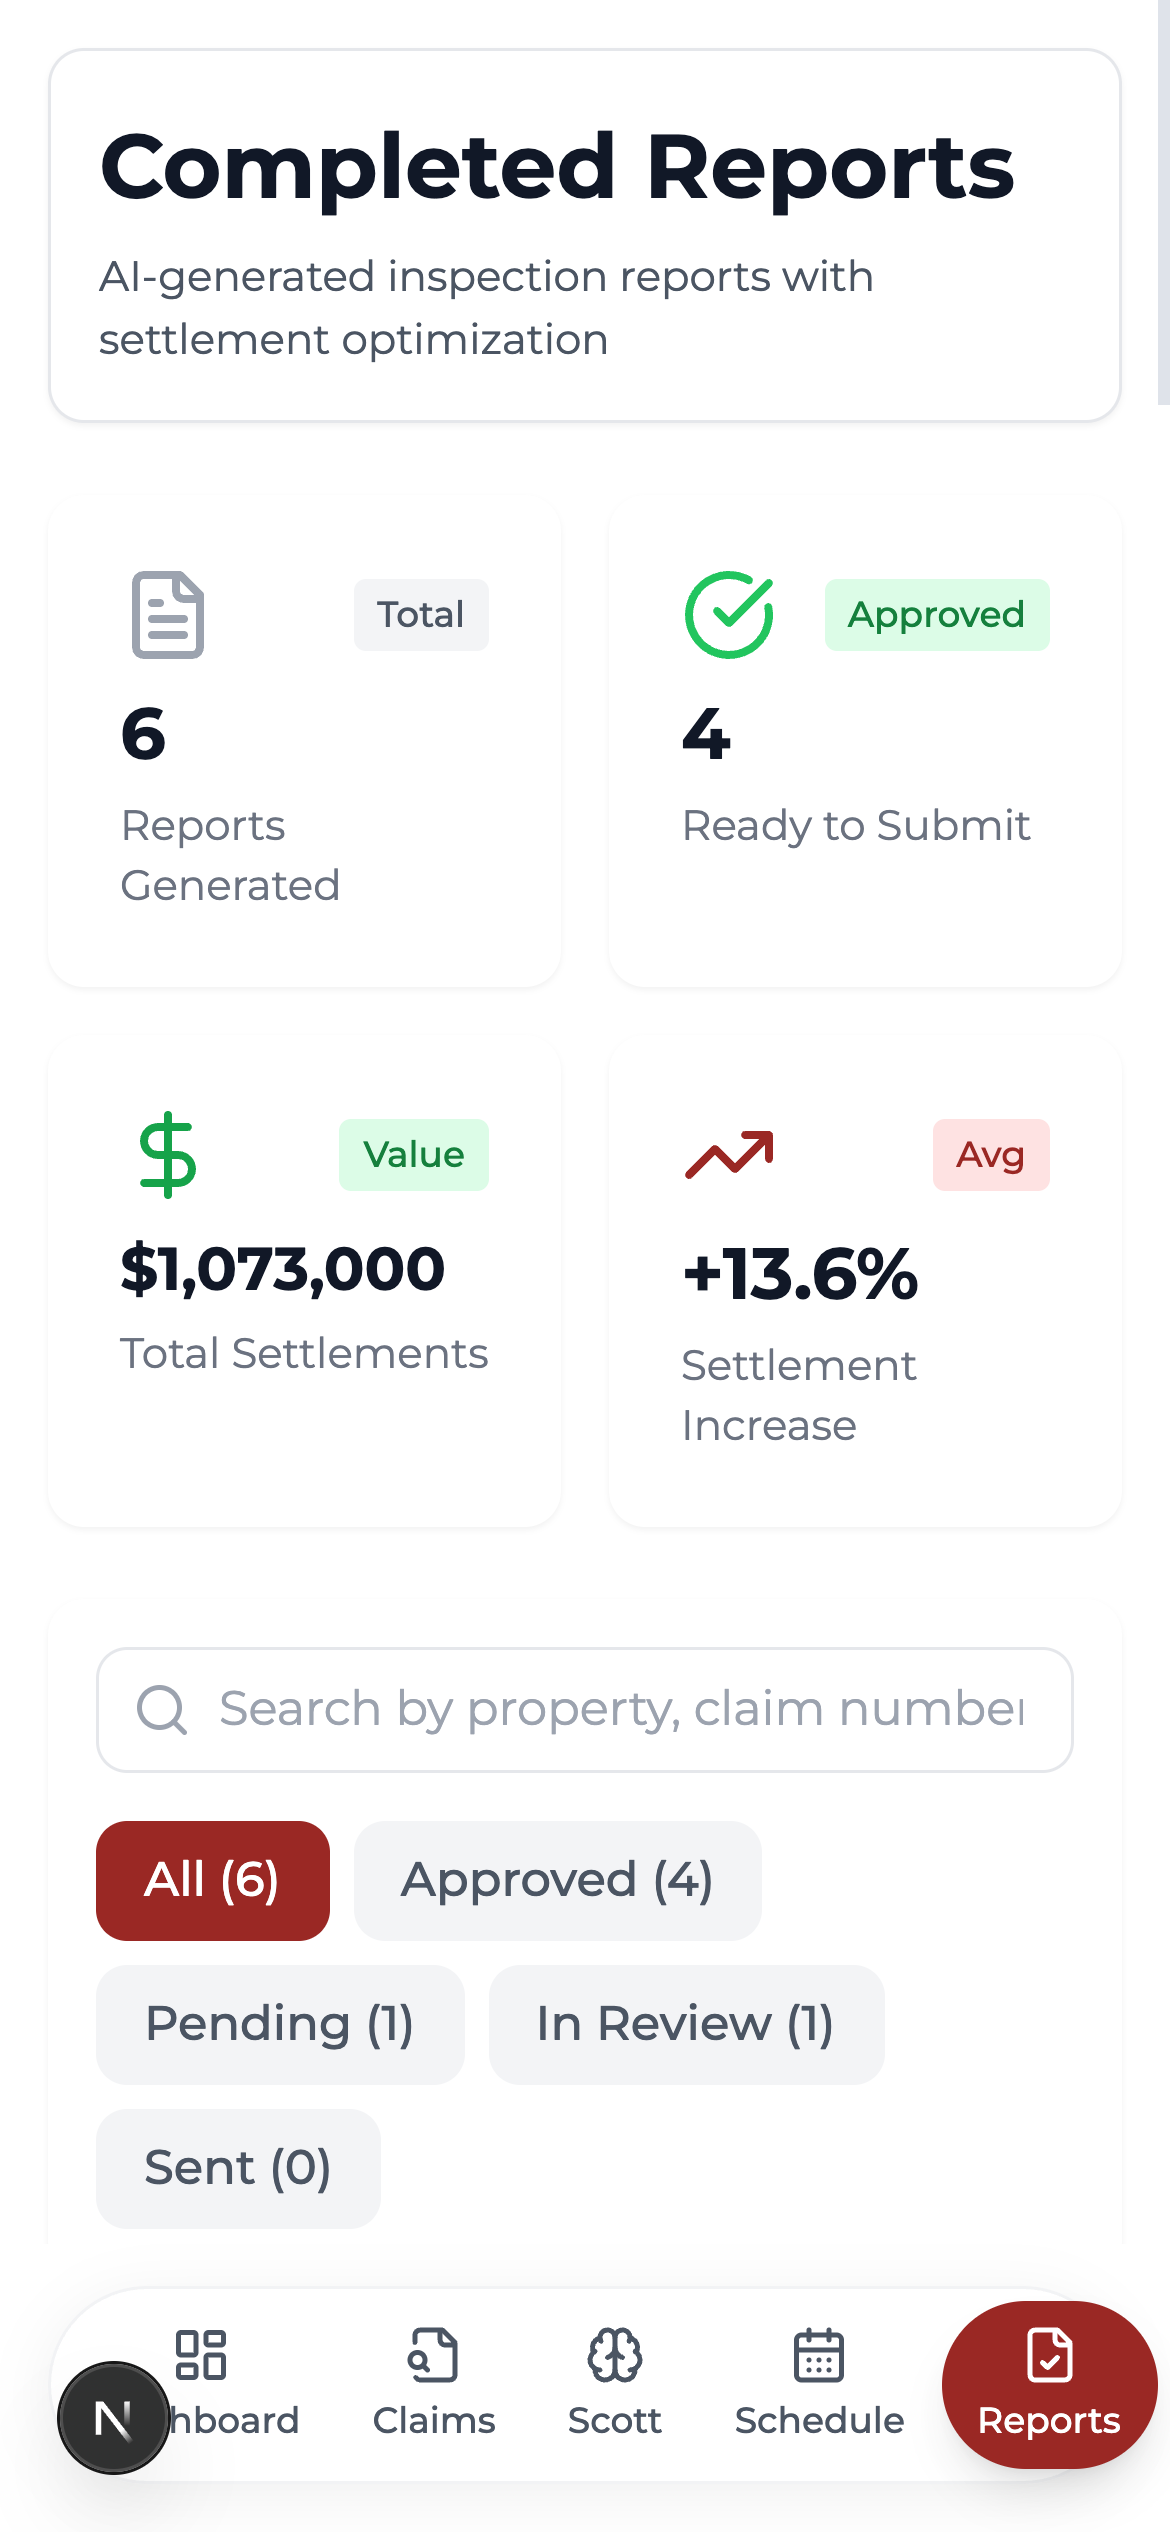 Completed Reports
AI-generated inspection reports with
settlement optimization
Total
6
Reports
Generated
Approved
4
Ready to Submit
Value
$1,073,000
Total Settlements
Avg
+13.6%
Settlement
Increase
Search by property, claim number
All (6)
Approved (4)
Pending (1)
In Review (1)
Sent (0)
N
hboard
Claims
Scott
Schedule
Reports